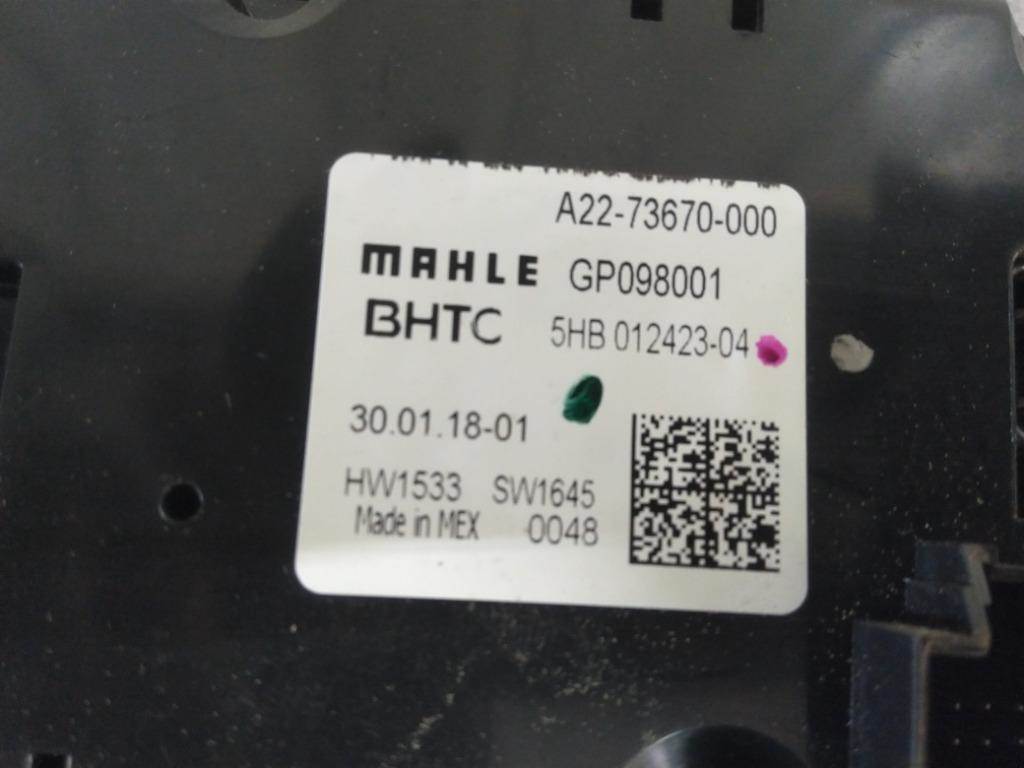 A22-73670-000
MAHLE GP098001
BHTC 5HB 012423-04
30.01.18-01
HW1533 SW1645
Made in MEX 0048